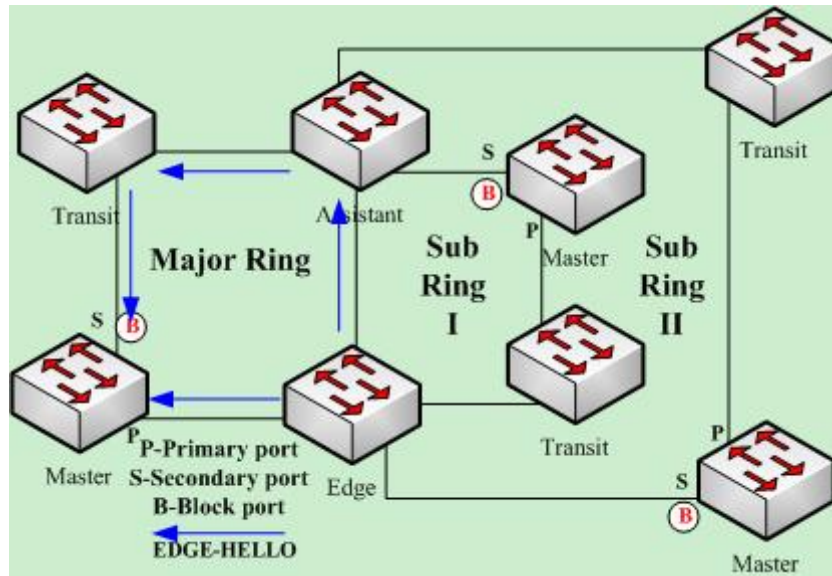 Transit
S
B
Transit
Assistant
P
Master
Major Ring
Sub
Ring
I
Sub
Ring
II
S
B
Transit
P
P
Master
P-Primary port
S-Secondary port
B-Block port
EDGE-HELLO
Edge
S
B
Master